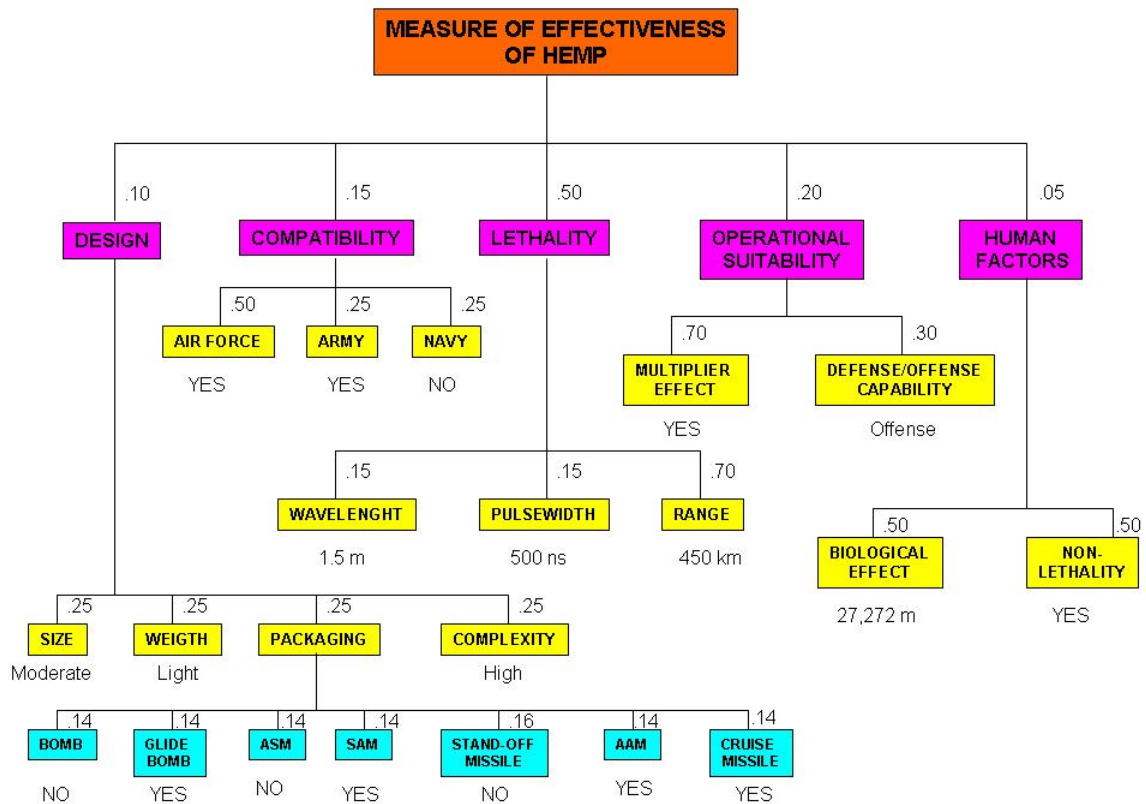 MEASURE OF EFFECTIVENESS
OF HEMP
.10
.15
.50
.20
.05
DESIGN
COMPATIBILITY
LETHALITY
OPERATIONAL
SUITABILITY
HUMAN
FACTORS
.50
.25
.25
AIR FORCE
ARMY
NAVY
YES
YES
NO
.70
.30
MULTIPLIER
EFFECT
DEFENSE/OFFENSE
CAPABILITY
YES
Offense
.15
.15
.70
WAVELENGHT
PULSEWIDTH
RANGE
1.5 m
500 ns
450 km
.50
.50
BIOLOGICAL
EFFECT
NON-
LETHALITY
27,272 m
YES
.25
.25
.25
.25
SIZE
WEIGTH
PACKAGING
COMPLEXITY
Moderate
Light
High
.14
.14
.14
.14
.16
.14
.14
BOMB
GLIDE
BOMB
ASM
SAM
STAND-OFF
MISSILE
AAM
CRUISE
MISSILE
NO
YES
NO
YES
NO
YES
YES